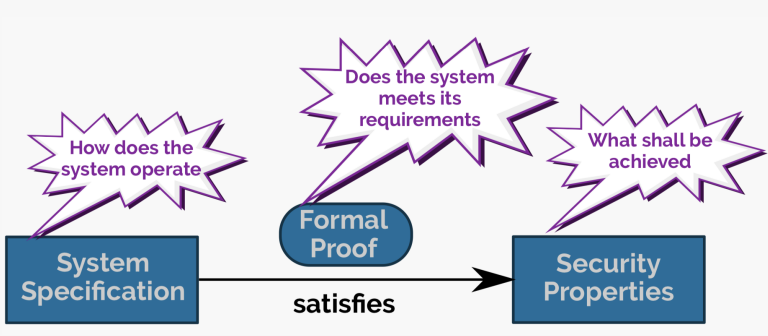 Does the system
meets its
requirements
How does the
system operate
What shall be
achieved
Formal
Proof
System
Specification
Security
Properties
satisfies